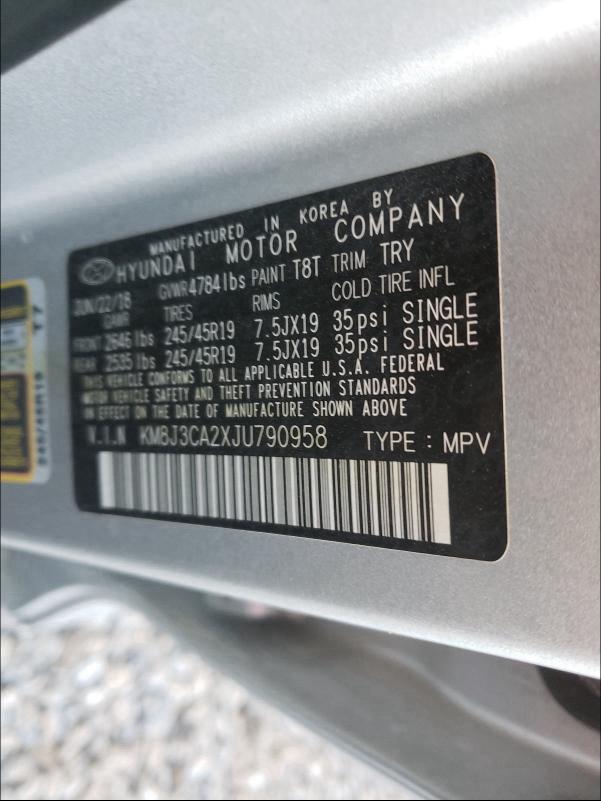 MANUFACTURED IN KOREA BY
HYUNDAI MOTOR COMPANY
JUN/22/18 GVWR4784lbs PAINT T8T TRIM TRY
GAWR TIRES RIMS COLD TIRE INFL
FRONT 2646 lbs 245/45R19 7.5JX19 35psi SINGLE
REAR 2535 lbs 245/45R19 7.5JX19 35psi SINGLE
THIS VEHICLE CONFORMS TO ALL APPLICABLE U.S.A. FEDERAL
MOTOR VEHICLE SAFETY AND THEFT PREVENTION STANDARDS
IN EFFECT ON THE DATE OF MANUFACTURE SHOWN ABOVE
V.I.N KM8J3CA2XJU790958 TYPE : MPV
245/45R19